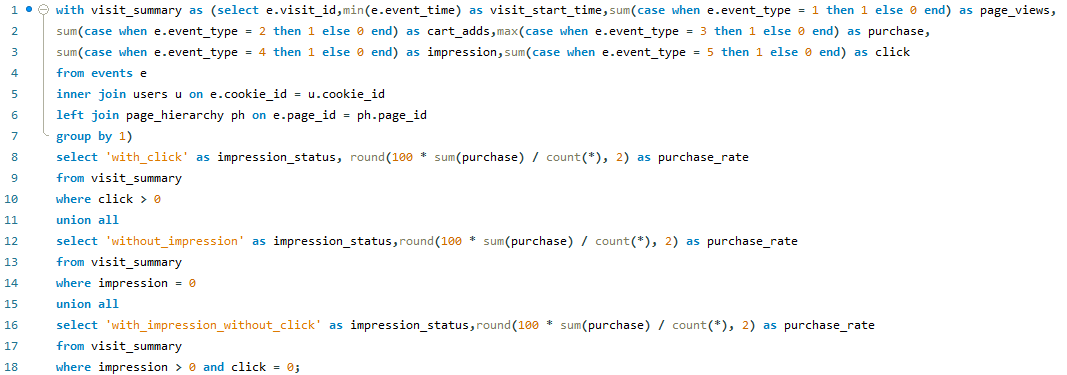 1 with visit_summary as (select e.visit_id,min(e.event_time) as visit_start_time,sum(case when e.event_type = 1 then 1 else 0 end) as page_views,
2 sum(case when e.event_type = 2 then 1 else 0 end) as cart_adds,max(case when e.event_type = 3 then 1 else 0 end) as purchase,
3 sum(case when e.event_type = 4 then 1 else 0 end) as impression,sum(case when e.event_type = 5 then 1 else 0 end) as click
4 from events e
5 inner join users u on e.cookie_id = u.cookie_id
6 left join page_hierarchy ph on e.page_id = ph.page_id
7 group by 1)
8 select 'with_click' as impression_status, round(100 * sum(purchase) / count(*), 2) as purchase_rate
9 from visit_summary
10 where click > 0
11 union all
12 select 'without_impression' as impression_status,round(100 * sum(purchase) / count(*), 2) as purchase_rate
13 from visit_summary
14 where impression = 0
15 union all
16 select 'with_impression_without_click' as impression_status,round(100 * sum(purchase) / count(*), 2) as purchase_rate
17 from visit_summary
18 where impression > 0 and click = 0;